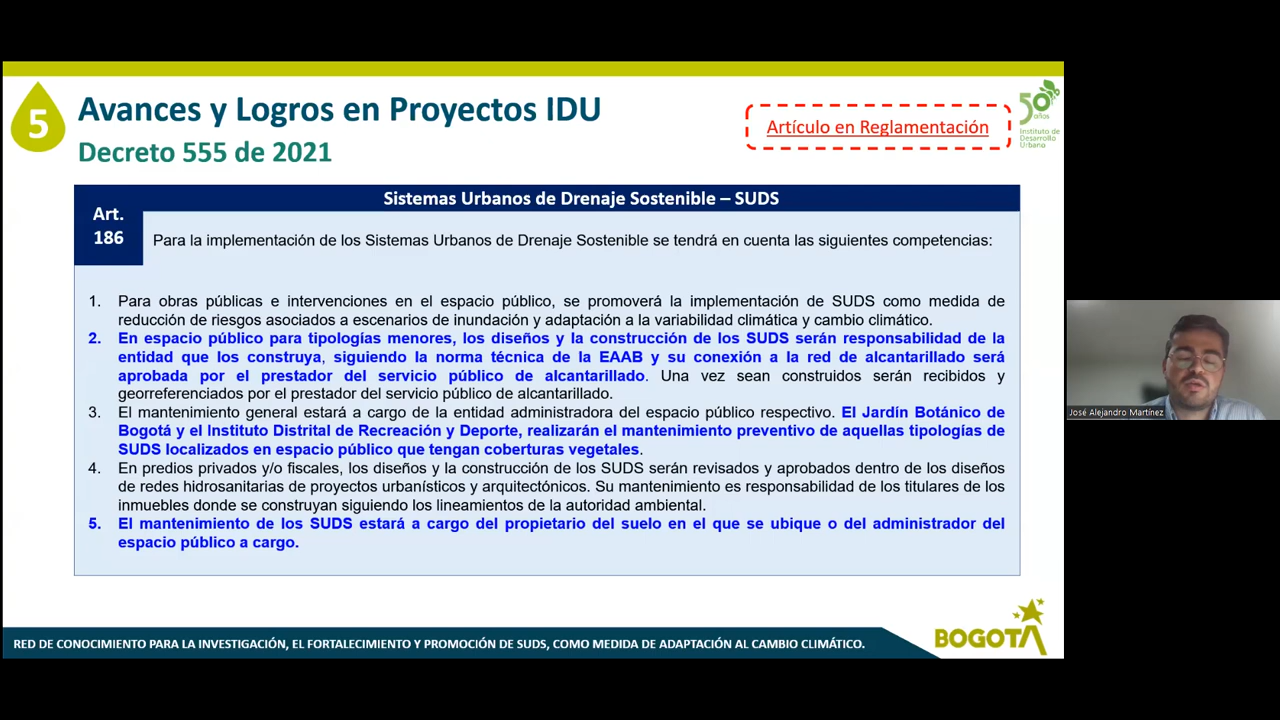 5
Avances y Logros en Proyectos IDU
Decreto 555 de 2021
Artículo en Reglamentación
50
años
Instituto de
Desarrollo
Urbano
Art.
186
Sistemas Urbanos de Drenaje Sostenible – SUDS
Para la implementación de los Sistemas Urbanos de Drenaje Sostenible se tendrá en cuenta las siguientes competencias:
1. Para obras públicas e intervenciones en el espacio público, se promoverá la implementación de SUDS como medida de
reducción de riesgos asociados a escenarios de inundación y adaptación a la variabilidad climática y cambio climático.
2. En espacio público para tipologías menores, los diseños y la construcción de los SUDS serán responsabilidad de la
entidad que los construya, siguiendo la norma técnica de la EAAB y su conexión a la red de alcantarillado será
aprobada por el prestador del servicio público de alcantarillado. Una vez sean construidos serán recibidos y
georreferenciados por el prestador del servicio público de alcantarillado.
3. El mantenimiento general estará a cargo de la entidad administradora del espacio público respectivo. El Jardín Botánico de
Bogotá y el Instituto Distrital de Recreación y Deporte, realizarán el mantenimiento preventivo de aquellas tipologías de
SUDS localizados en espacio público que tengan coberturas vegetales.
4. En predios privados y/o fiscales, los diseños y la construcción de los SUDS serán revisados y aprobados dentro de los diseños
de redes hidrosanitarias de proyectos urbanísticos y arquitectónicos. Su mantenimiento es responsabilidad de los titulares de los
inmuebles donde se construyan siguiendo los lineamientos de la autoridad ambiental.
5. El mantenimiento de los SUDS estará a cargo del propietario del suelo en el que se ubique o del administrador del
espacio público a cargo.
José Alejandro Martínez
RED DE CONOCIMIENTO PARA LA INVESTIGACIÓN, EL FORTALECIMIENTO Y PROMOCIÓN DE SUDS, COMO MEDIDA DE ADAPTACIÓN AL CAMBIO CLIMÁTICO.
BOGOTÁ